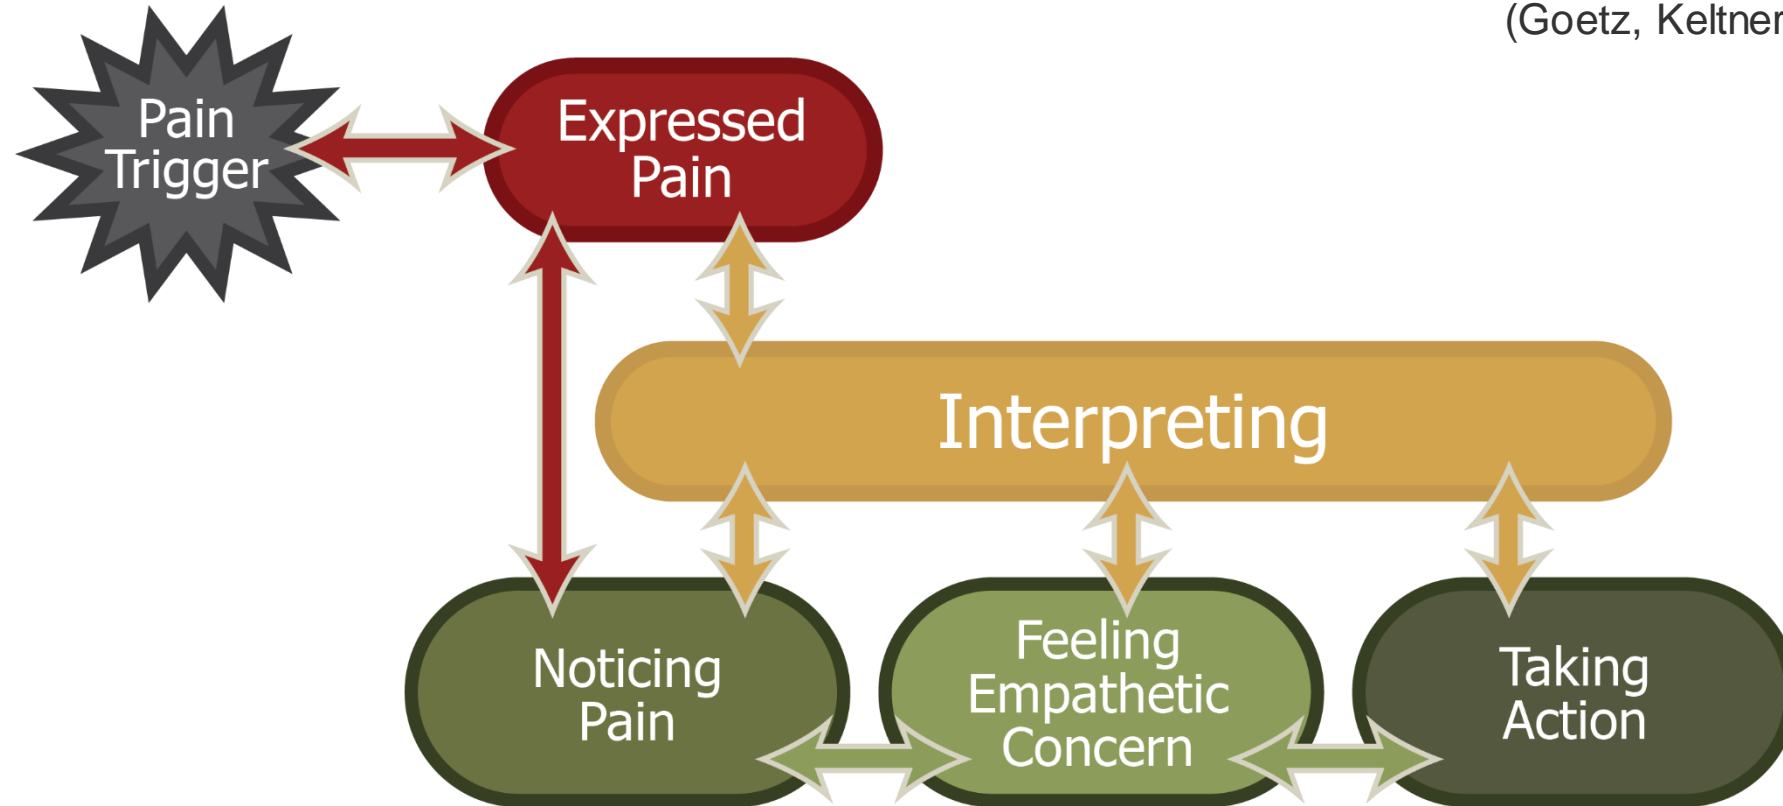 (Goetz, Keltner
Pain
Trigger
Expressed
Pain
Interpreting
Noticing
Pain
Feeling
Empathetic
Concern
Taking
Action